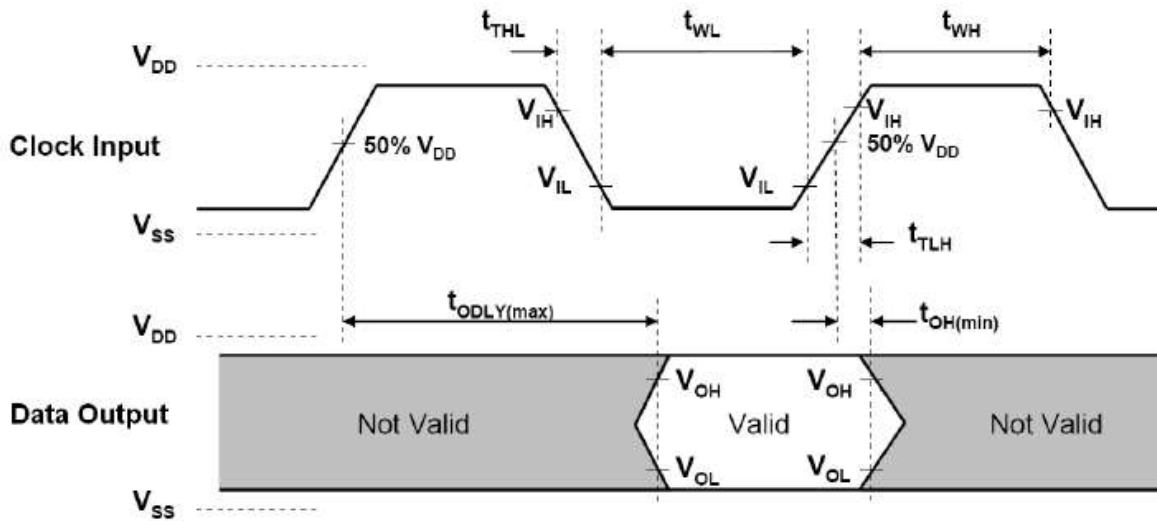 t_THL t_WL t_WH
V_DD
V_IH V_IH V_IH
Clock Input 50% V_DD 50% V_DD
V_IL V_IL
V_SS
t_TLH
t_ODLY(max) t_OH(min)
V_DD
V_OH V_OH
Data Output Not Valid Valid Not Valid
V_OL V_OL
V_SS